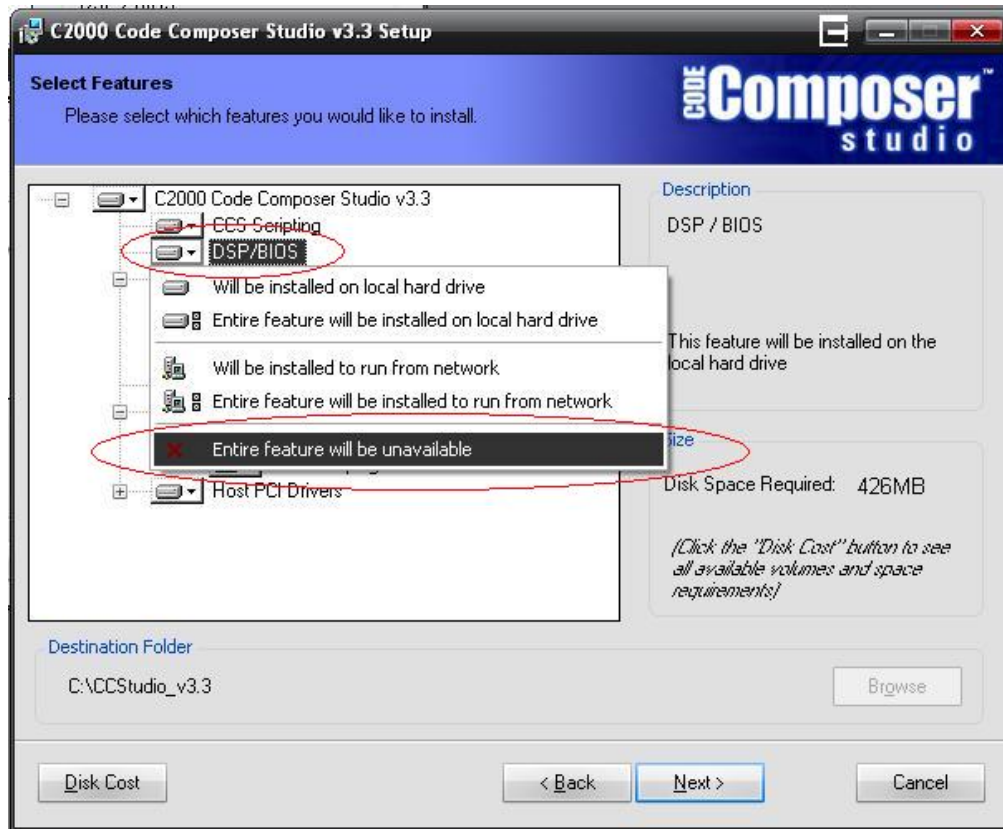 C2000 Code Composer Studio v3.3 Setup
Select Features
Please select which features you would like to install.
CODE Composer™
studio
C2000 Code Composer Studio v3.3
CCS Scripting
DSP/BIOS
Will be installed on local hard drive
Entire feature will be installed on local hard drive
Will be installed to run from network
Entire feature will be installed to run from network
Entire feature will be unavailable
Host PCI Drivers
Description
DSP / BIOS
This feature will be installed on the
local hard drive
Disk Space Required: 426MB
(Click the "Disk Cost" button to see
all available volumes and space
requirements)
Destination Folder
C:\CCStudio_v3.3
Browse
Disk Cost
< Back
Next >
Cancel